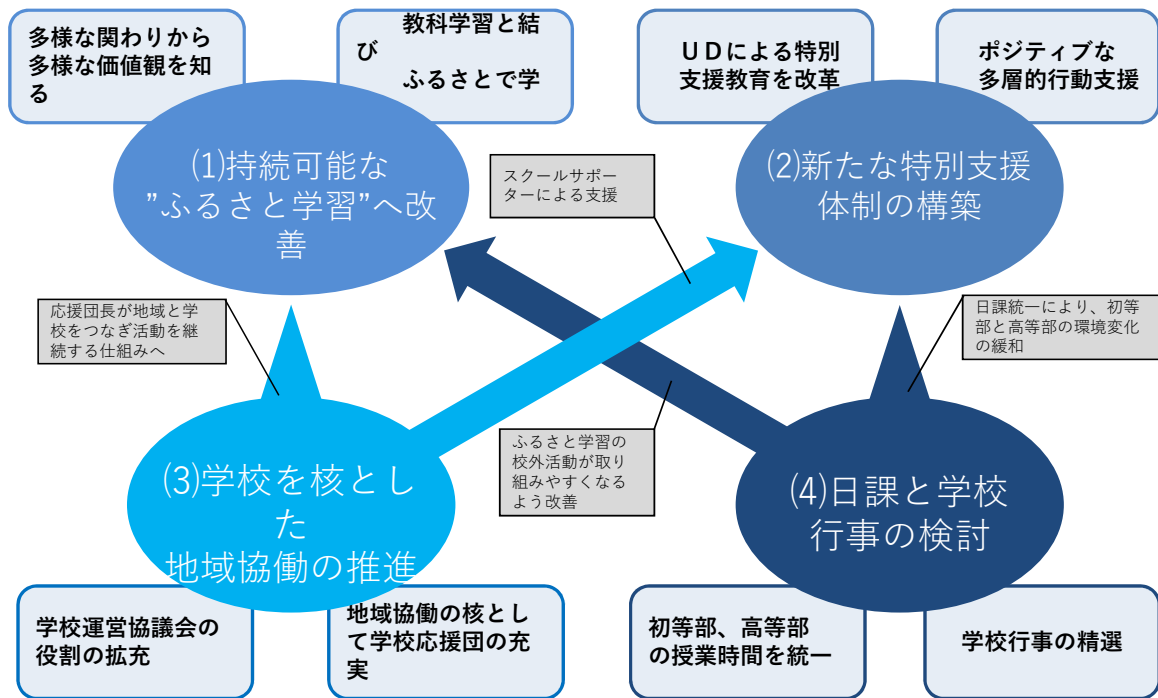 多様な関わりから
多様な価値観を知
る
教科学習と結
び
ふるさとで学
UDによる特別
支援教育を改革
ポジティブな
多層的行動支援
⑴持続可能な
”ふるさと学習”へ改
善
スクールサポー
ターによる支援
⑵新たな特別支援
体制の構築
応援団長が地域と学
校をつなぎ活動を継
続する仕組みへ
日課統一により、初等
部と高等部の環境変化
の緩和
ふるさと学習の
校外活動が取り
組みやすくなる
よう改善
⑶学校を核とし
た
地域協働の推進
⑷日課と学校
行事の検討
学校運営協議会の
役割の拡充
地域協働の核とし
て学校応援団の充
実
初等部、高等部
の授業時間を統一
学校行事の精選